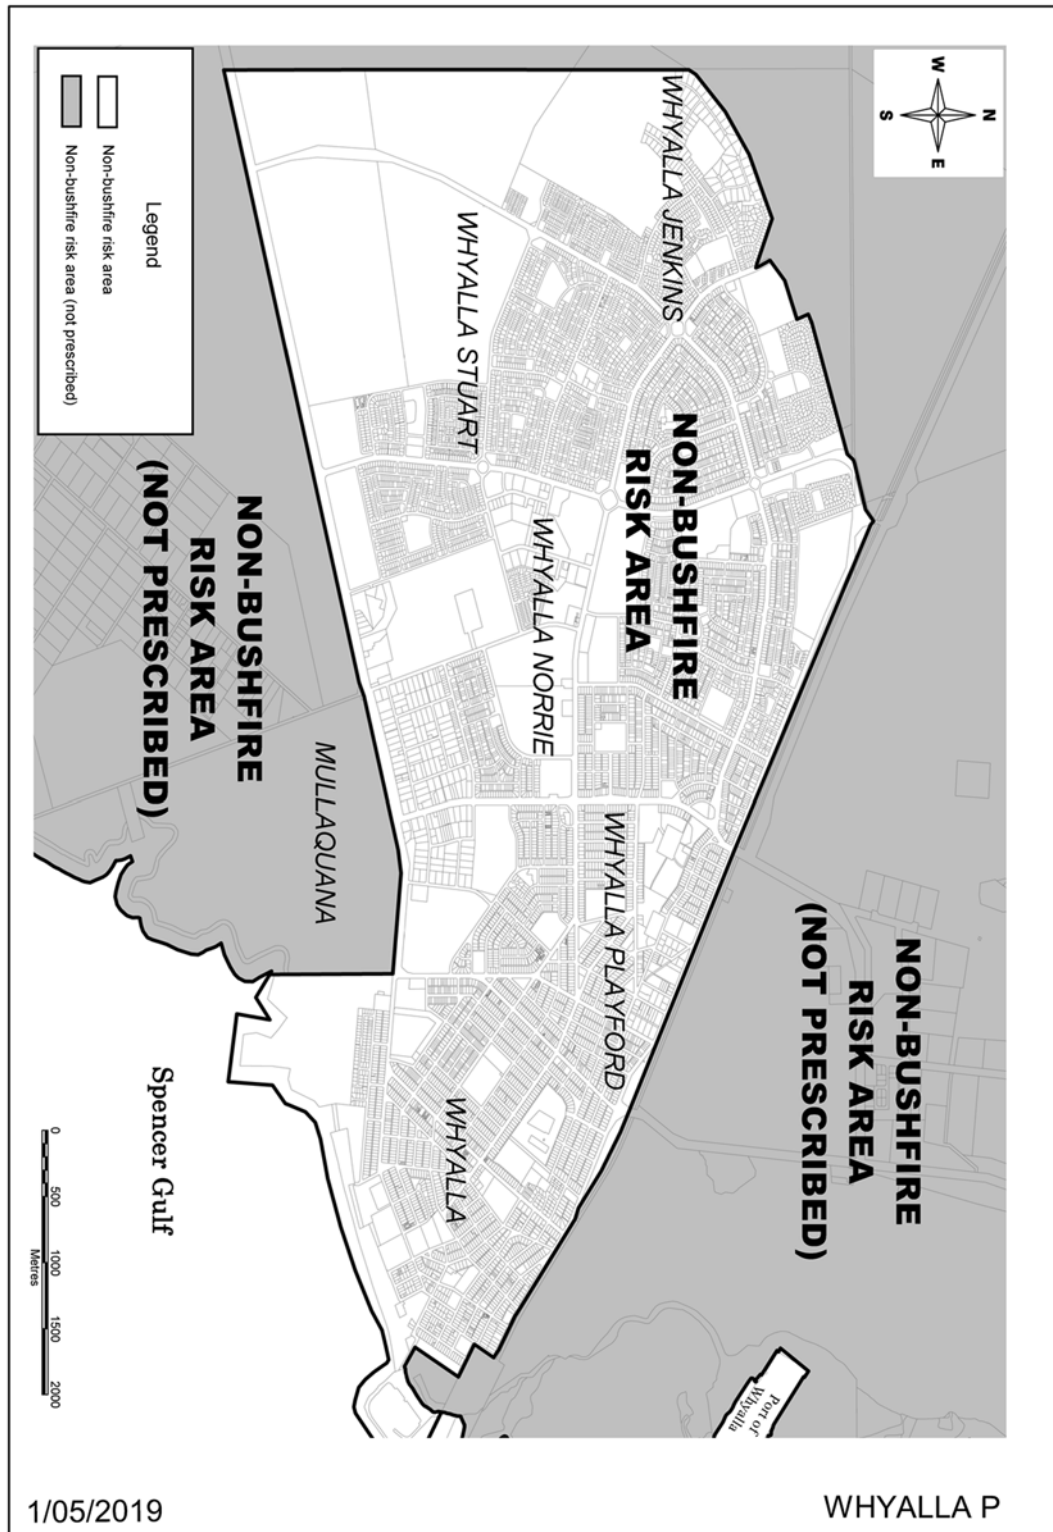 N
W
E
S
WHYALLA JENKINS
WHYALLA STUART
NON-BUSHFIRE
RISK AREA
WHYALLA NORRIE
WHYALLA PLAYFORD
WHYALLA
NON-BUSHFIRE
RISK AREA
(NOT PRESCRIBED)
Port of
Whyalla
MULLAQUANA
NON-BUSHFIRE
RISK AREA
(NOT PRESCRIBED)
Spencer Gulf
Legend
Non-bushfire risk area
Non-bushfire risk area (not prescribed)
0 500 1000 1500 2000
Metres
1/05/2019
WHYALLA P